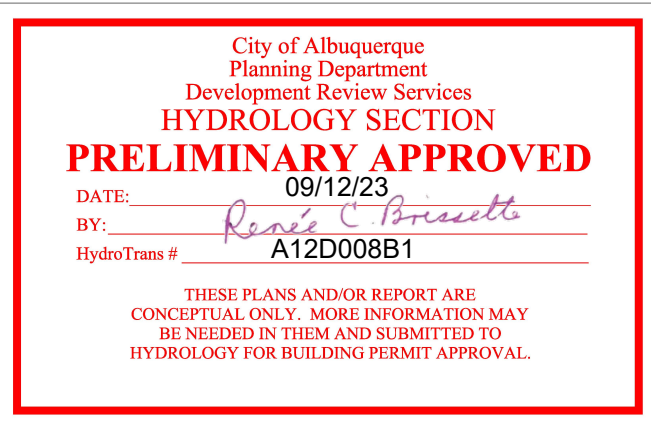 City of Albuquerque
Planning Department
Development Review Services
HYDROLOGY SECTION
PRELIMINARY APPROVED
DATE: 09/12/23
BY: Renée C. Brissette
HydroTrans # A12D008B1
THESE PLANS AND/OR REPORT ARE
CONCEPTUAL ONLY. MORE INFORMATION MAY
BE NEEDED IN THEM AND SUBMITTED TO
HYDROLOGY FOR BUILDING PERMIT APPROVAL.